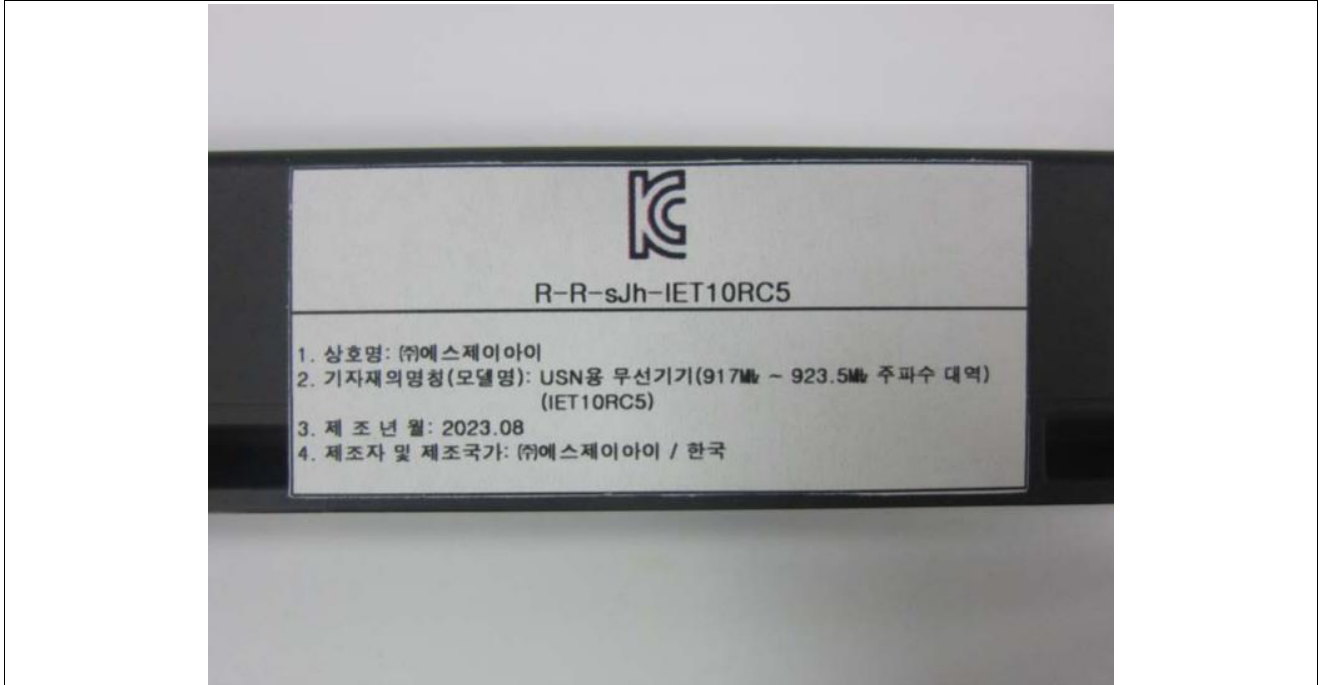 KC
R-R-sJh-IET10RC5
1. 상호명: ㈜에스제이아이
2. 기자재의명칭(모델명): USN용 무선기기(917㎒ ~ 923.5㎒ 주파수 대역)
(IET10RC5)
3. 제 조 년 월: 2023.08
4. 제조자 및 제조국가: ㈜에스제이아이 / 한국